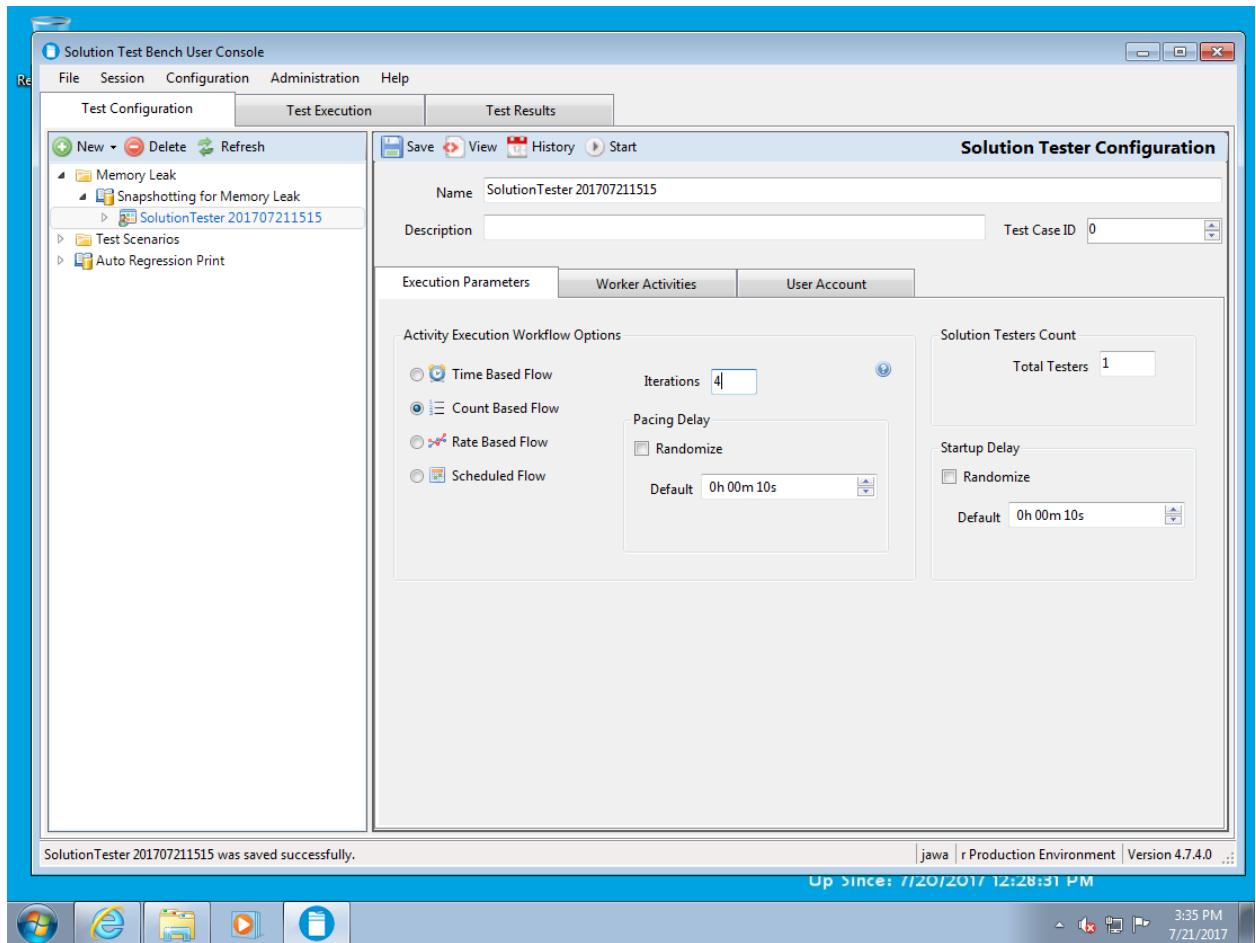 Solution Test Bench User Console
Re
File Session Configuration Administration Help
Test Configuration Test Execution Test Results
New Delete Refresh
Save View History Start Solution Tester Configuration
Memory Leak
Snapshotting for Memory Leak
SolutionTester 201707211515
Test Scenarios
Auto Regression Print
Name SolutionTester 201707211515
Description Test Case ID 0
Execution Parameters Worker Activities User Account
Activity Execution Workflow Options
Time Based Flow
Count Based Flow
Rate Based Flow
Scheduled Flow
Iterations 4
Pacing Delay
Randomize
Default 0h 00m 10s
Solution Testers Count
Total Testers 1
Startup Delay
Randomize
Default 0h 00m 10s
SolutionTester 201707211515 was saved successfully.
jawa r Production Environment Version 4.7.4.0
Up Since: 7/20/2017 12:28:31 PM
3:35 PM
7/21/2017